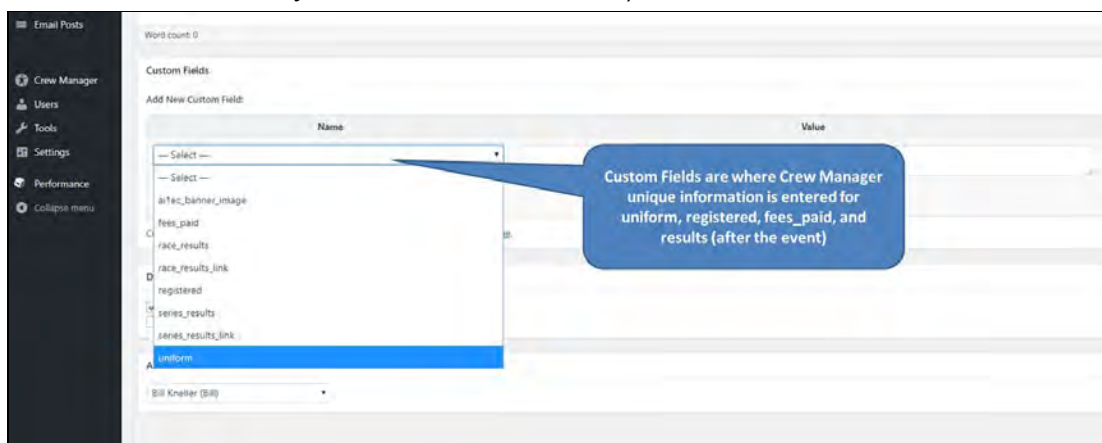 Email Posts
Word count: 0
Crew Manager
Users
Tools
Settings
Performance
Collapse menu
Custom Fields
Add New Custom Field:
Name
Value
— Select —
— Select —
ai1ec_banner_image
fees_paid
race_results
race_results_link
registered
series_results
series_results_link
uniform
Custom Fields are where Crew Manager
unique information is entered for
uniform, registered, fees_paid, and
results (after the event)
Bill Kneller (Bill)